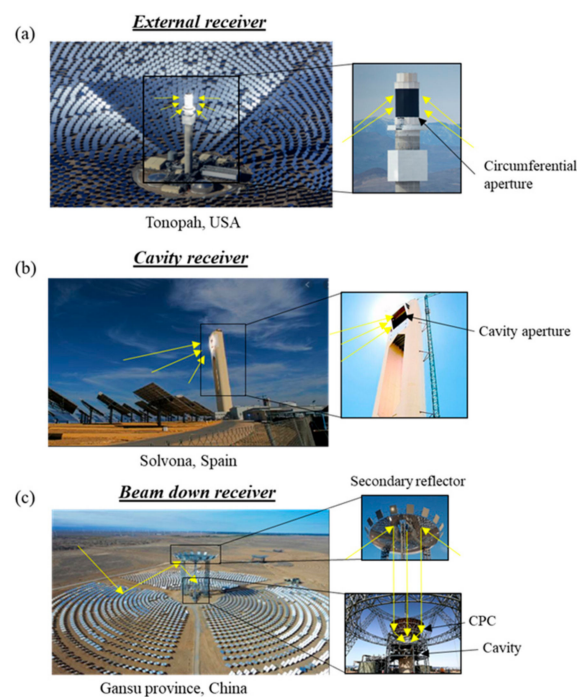 External receiver
(a)
Circumferential
aperture
Tonopah, USA
Cavity receiver
(b)
Cavity aperture
Solvona, Spain
Beam down receiver
(c)
Secondary reflector
CPC
Cavity
Gansu province, China